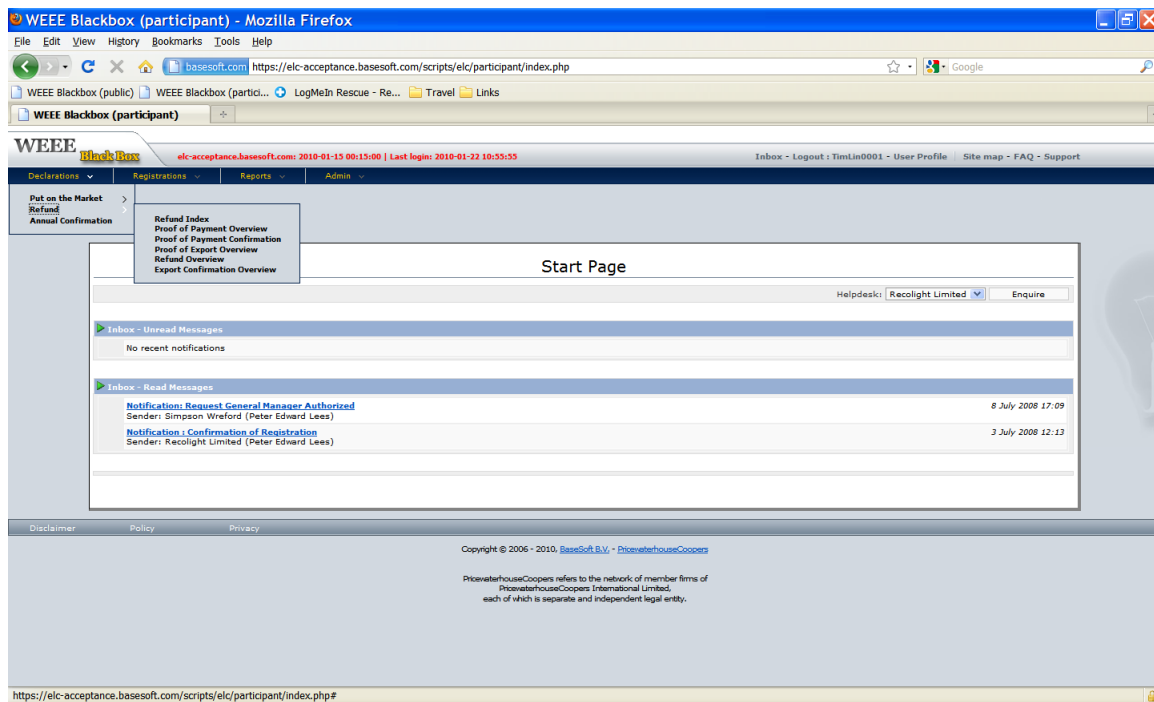 WEEE Blackbox (participant) - Mozilla Firefox
File Edit View History Bookmarks Tools Help
basesoft.com https://elc-acceptance.basesoft.com/scripts/elc/participant/index.php Google
WEEE Blackbox (public) WEEE Blackbox (partici... LogMeIn Rescue - Re... Travel Links
WEEE Blackbox (participant)
WEEE
Black Box
elc-acceptance.basesoft.com: 2010-01-15 00:15:00 | Last login: 2010-01-22 10:55:55 Inbox - Logout : TimLin0001 - User Profile | Site map - FAQ - Support
Declarations Registrations Reports Admin
Put on the Market >
Refund >
Annual Confirmation
Refund Index
Proof of Payment Overview
Proof of Payment Confirmation
Proof of Export Overview
Refund Overview
Export Confirmation Overview
Start Page
Helpdesk: Recolight Limited Enquire
Inbox - Unread Messages
No recent notifications
Inbox - Read Messages
Notification: Request General Manager Authorized 8 July 2008 17:09
Sender: Simpson Wreford (Peter Edward Lees)
Notification : Confirmation of Registration 3 July 2008 12:13
Sender: Recolight Limited (Peter Edward Lees)
Disclaimer Policy Privacy
Copyright © 2006 - 2010, BaseSoft B.V. - PricewaterhouseCoopers
PricewaterhouseCoopers refers to the network of member firms of
PricewaterhouseCoopers International Limited,
each of which is separate and independent legal entity.
https://elc-acceptance.basesoft.com/scripts/elc/participant/index.php#